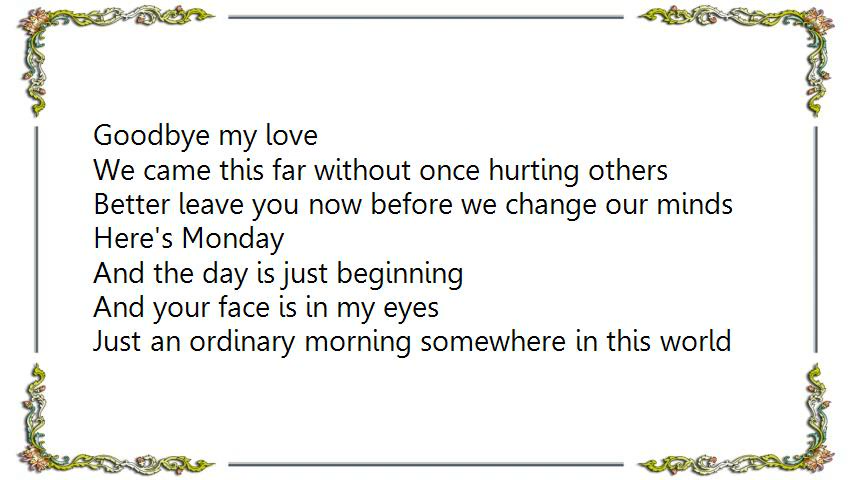 Goodbye my love
We came this far without once hurting others
Better leave you now before we change our minds
Here's Monday
And the day is just beginning
And your face is in my eyes
Just an ordinary morning somewhere in this world